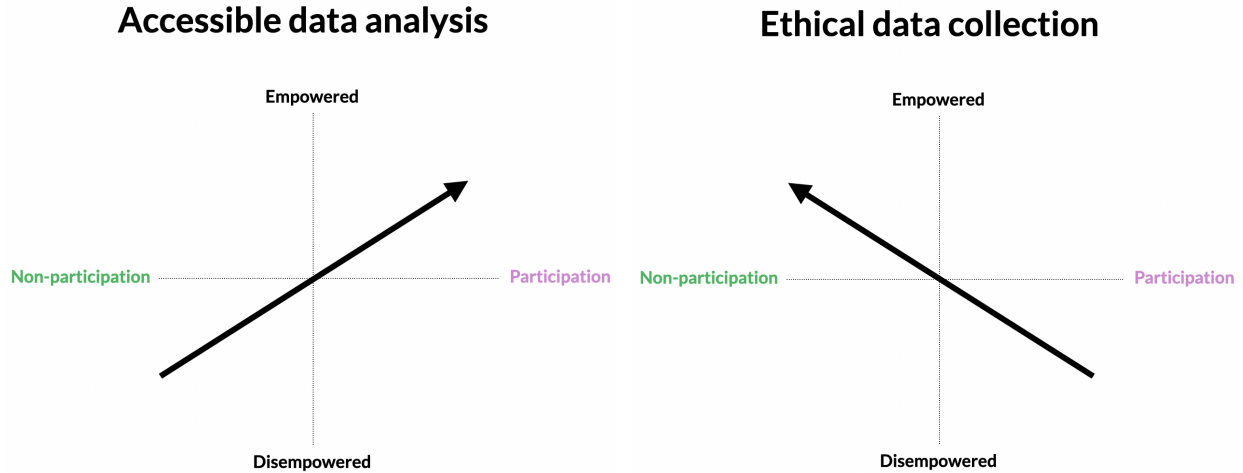 Accessible data analysis
Empowered
Non-participation
Participation
Disempowered
Ethical data collection
Empowered
Non-participation
Participation
Disempowered